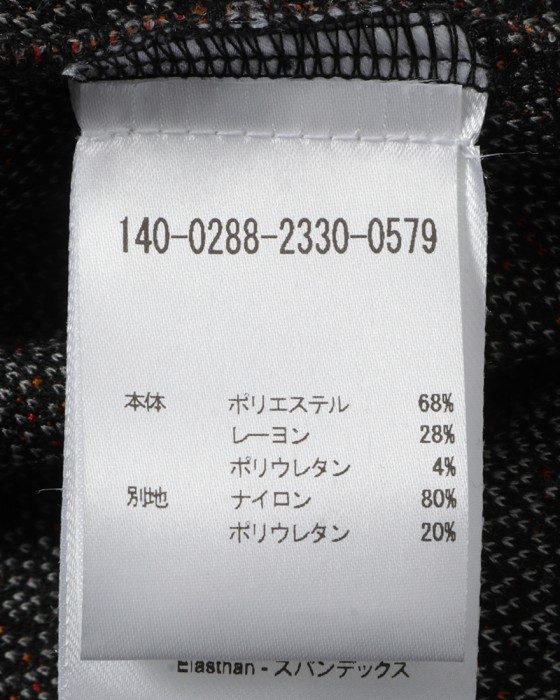 140-0288-2330-0579
本体 ポリエステル 68%
レーヨン 28%
ポリウレタン 4%
別地 ナイロン 80%
ポリウレタン 20%
Elasthan - スパンデックス